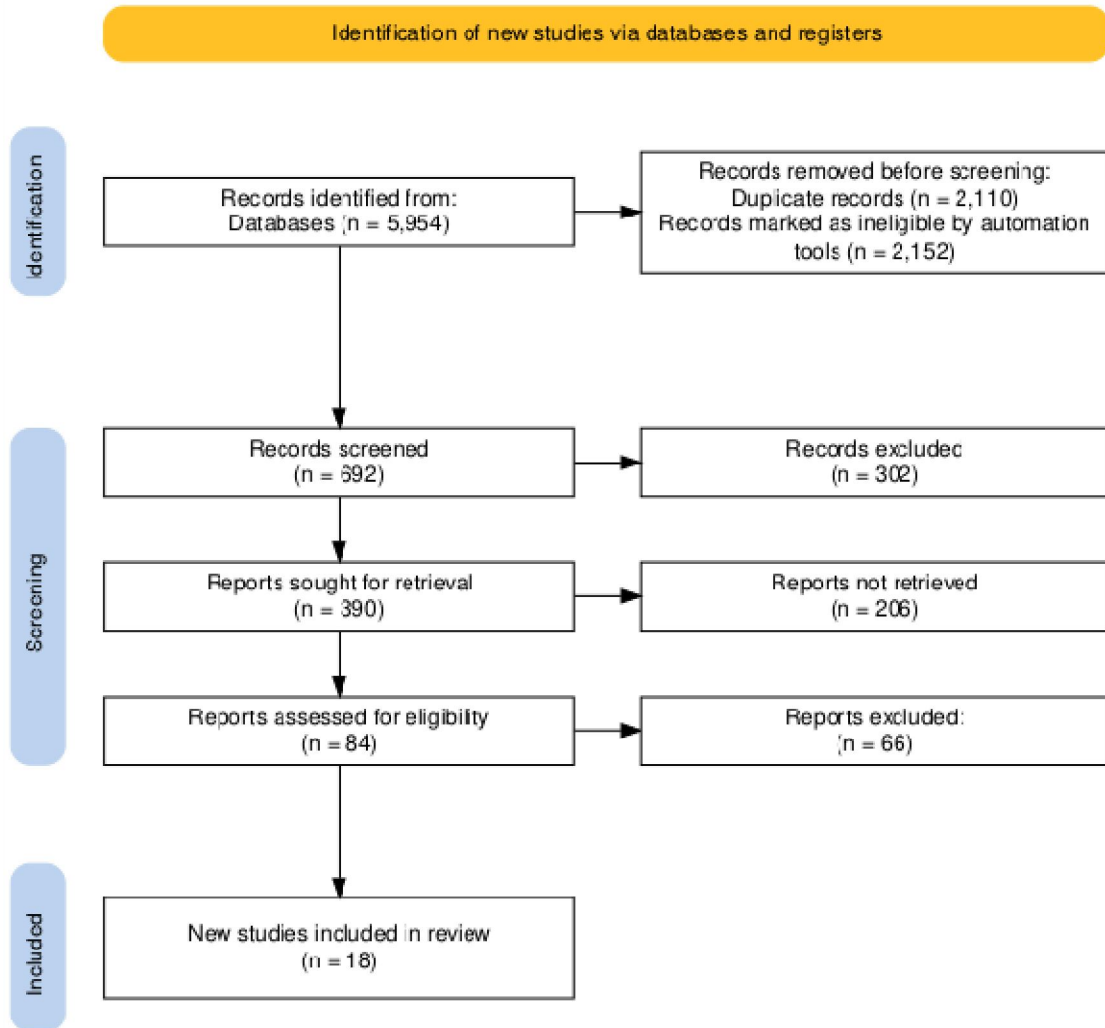 Identification of new studies via databases and registers
Identification
Records identified from:
Databases (n = 5,954)
Records removed before screening:
Duplicate records (n = 2,110)
Records marked as ineligible by automation
tools (n = 2,152)
Screening
Records screened
(n = 692)
Records excluded
(n = 302)
Reports sought for retrieval
(n = 390)
Reports not retrieved
(n = 206)
Reports assessed for eligibility
(n = 84)
Reports excluded:
(n = 66)
Included
New studies included in review
(n = 18)